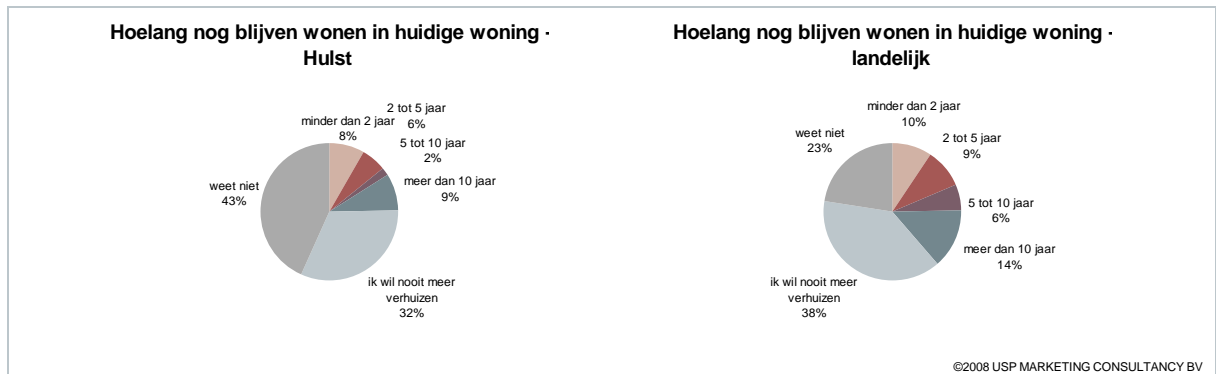 Hoelang nog blijven wonen in huidige woning -
Hulst
2 tot 5 jaar
6%
minder dan 2 jaar
8%
5 tot 10 jaar
2%
meer dan 10 jaar
9%
weet niet
43%
ik wil nooit meer
verhuizen
32%
Hoelang nog blijven wonen in huidige woning -
landelijk
minder dan 2 jaar
10%
2 tot 5 jaar
9%
weet niet
23%
5 tot 10 jaar
6%
meer dan 10 jaar
14%
ik wil nooit meer
verhuizen
38%
©2008 USP MARKETING CONSULTANCY BV